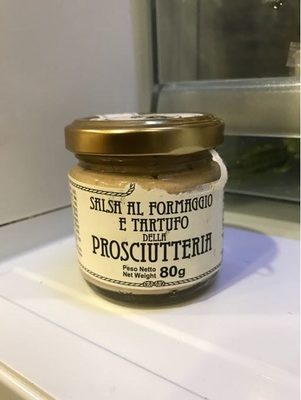 SALSA AL FORMAGGIO
E TARTUFO
DELLA
PROSCIUTTERIA
Peso Netto
Net Weight 80g